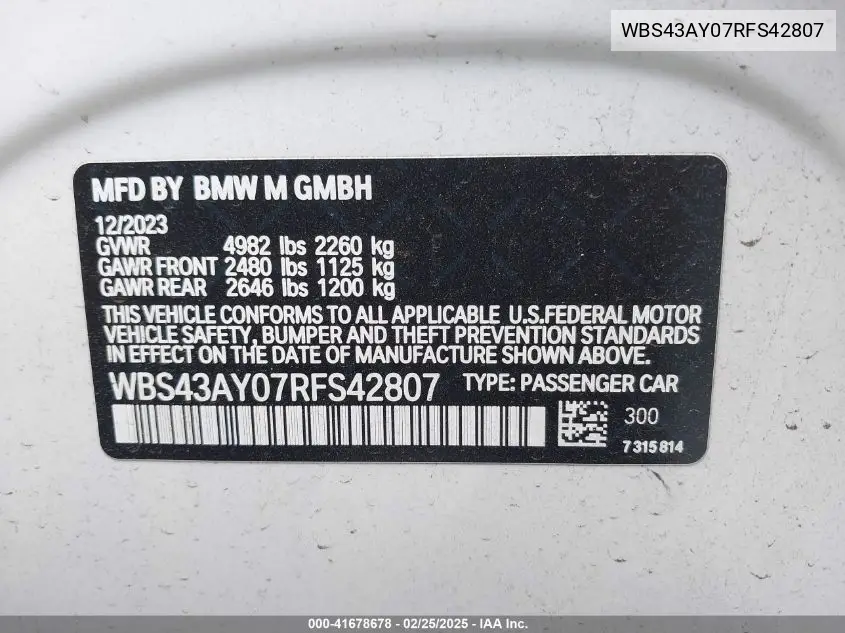 WBS43AY07RFS42807
MFD BY BMW M GMBH
12/2023
GVWR 4982 lbs 2260 kg
GAWR FRONT 2480 lbs 1125 kg
GAWR REAR 2646 lbs 1200 kg
THIS VEHICLE CONFORMS TO ALL APPLICABLE U.S.FEDERAL MOTOR
VEHICLE SAFETY, BUMPER AND THEFT PREVENTION STANDARDS
IN EFFECT ON THE DATE OF MANUFACTURE SHOWN ABOVE.
WBS43AY07RFS42807 TYPE: PASSENGER CAR
300
7315814
000-41678678 - 02/25/2025 - IAA Inc.